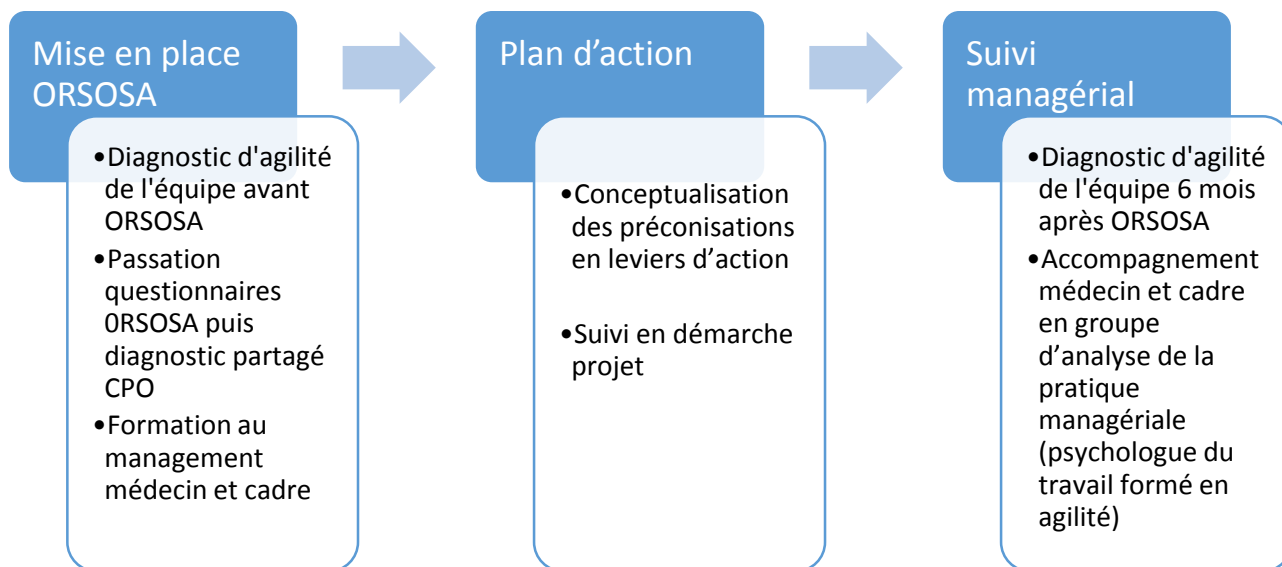 Mise en place
ORSOSA
•Diagnostic d'agilité
de l'équipe avant
ORSOSA
•Passation
questionnaires
0RSOSA puis
diagnostic partagé
CPO
•Formation au
management
médecin et cadre
Plan d’action
•Conceptualisation
des préconisations
en leviers d’action
•Suivi en démarche
projet
Suivi
managérial
•Diagnostic d'agilité
de l'équipe 6 mois
après ORSOSA
•Accompagnement
médecin et cadre
en groupe
d’analyse de la
pratique
managériale
(psychologue du
travail formé en
agilité)